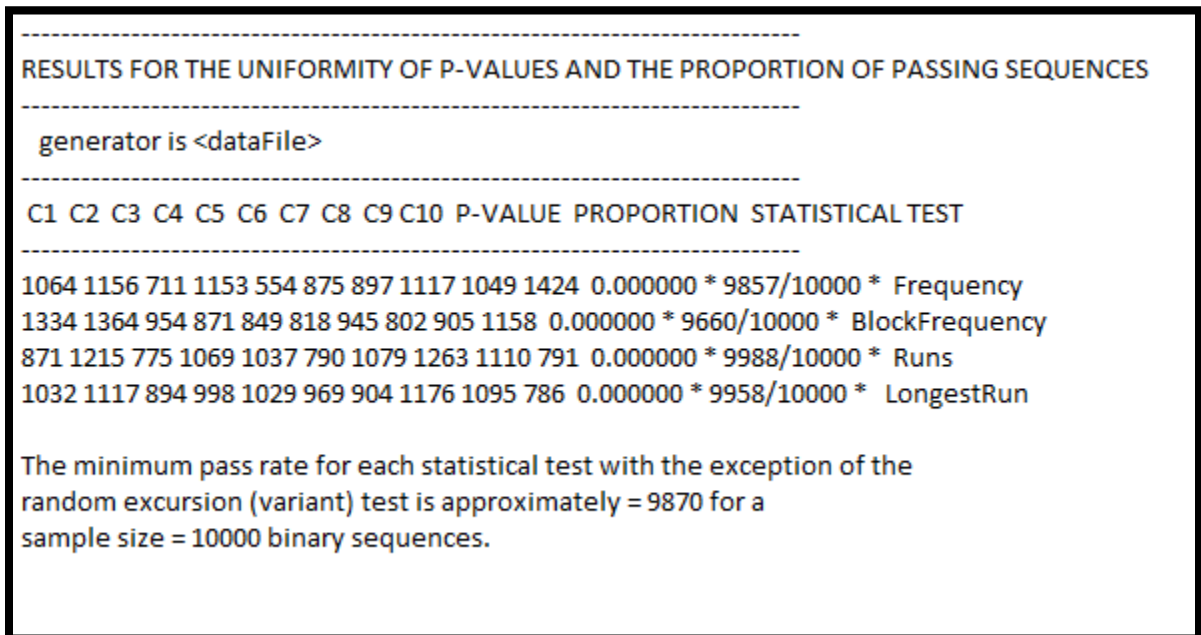 ------------------------------------------------------------------------------
RESULTS FOR THE UNIFORMITY OF P-VALUES AND THE PROPORTION OF PASSING SEQUENCES
------------------------------------------------------------------------------
generator is <dataFile>
------------------------------------------------------------------------------
C1 C2 C3 C4 C5 C6 C7 C8 C9 C10 P-VALUE PROPORTION STATISTICAL TEST
------------------------------------------------------------------------------
1064 1156 711 1153 554 875 897 1117 1049 1424 0.000000 * 9857/10000 * Frequency
1334 1364 954 871 849 818 945 802 905 1158 0.000000 * 9660/10000 * BlockFrequency
871 1215 775 1069 1037 790 1079 1263 1110 791 0.000000 * 9988/10000 * Runs
1032 1117 894 998 1029 969 904 1176 1095 786 0.000000 * 9958/10000 * LongestRun
The minimum pass rate for each statistical test with the exception of the
random excursion (variant) test is approximately = 9870 for a
sample size = 10000 binary sequences.